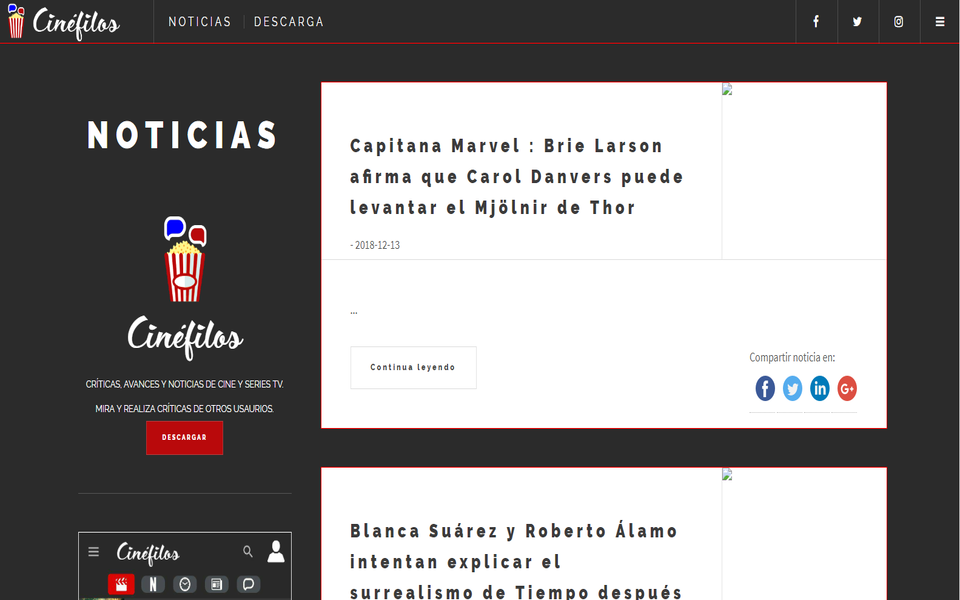 Cinéfilos
NOTICIAS
DESCARGA
NOTICIAS
Cinéfilos
CRÍTICAS, AVANCES Y NOTICIAS DE CINE Y SERIES TV.
MIRA Y REALIZA CRÍTICAS DE OTROS USAURIOS.
DESCARGAR
Cinéfilos
N
Capitana Marvel : Brie Larson
afirma que Carol Danvers puede
levantar el Mjölnir de Thor
- 2018-12-13
...
Continua leyendo
Compartir noticia en:
Blanca Suárez y Roberto Álamo
intentan explicar el
surrealismo de Tiempo después